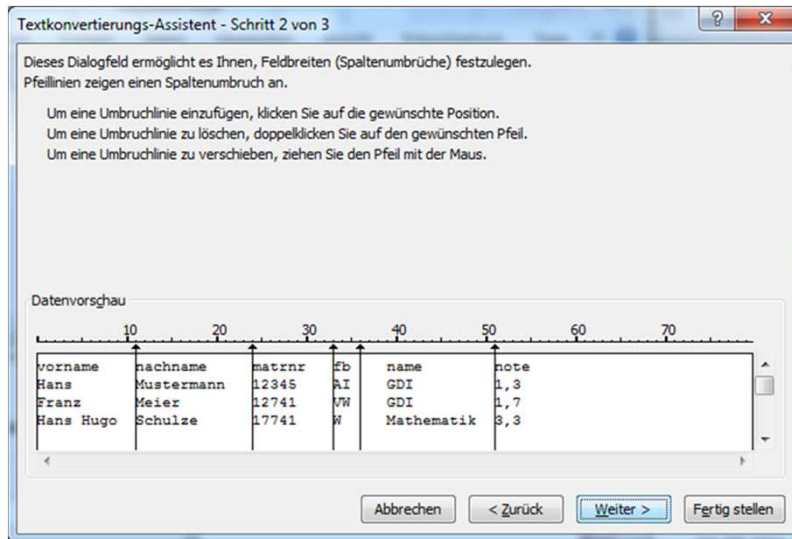 Textkonvertierungs-Assistent - Schritt 2 von 3
Dieses Dialogfeld ermöglicht es Ihnen, Feldbreiten (Spaltenumbrüche) festzulegen.
Pfeillinien zeigen einen Spaltenumbruch an.
Um eine Umbruchlinie einzufügen, klicken Sie auf die gewünschte Position.
Um eine Umbruchlinie zu löschen, doppelklicken Sie auf den gewünschten Pfeil.
Um eine Umbruchlinie zu verschieben, ziehen Sie den Pfeil mit der Maus.
Datenvorschau
10 20 30 40 50 60 70
vorname nachname matrnr fb name note
Hans Mustermann 12345 AI GDI 1,3
Franz Meier 12741 VW GDI 1,7
Hans Hugo Schulze 17741 W Mathematik 3,3
Abbrechen < Zurück Weiter > Fertig stellen